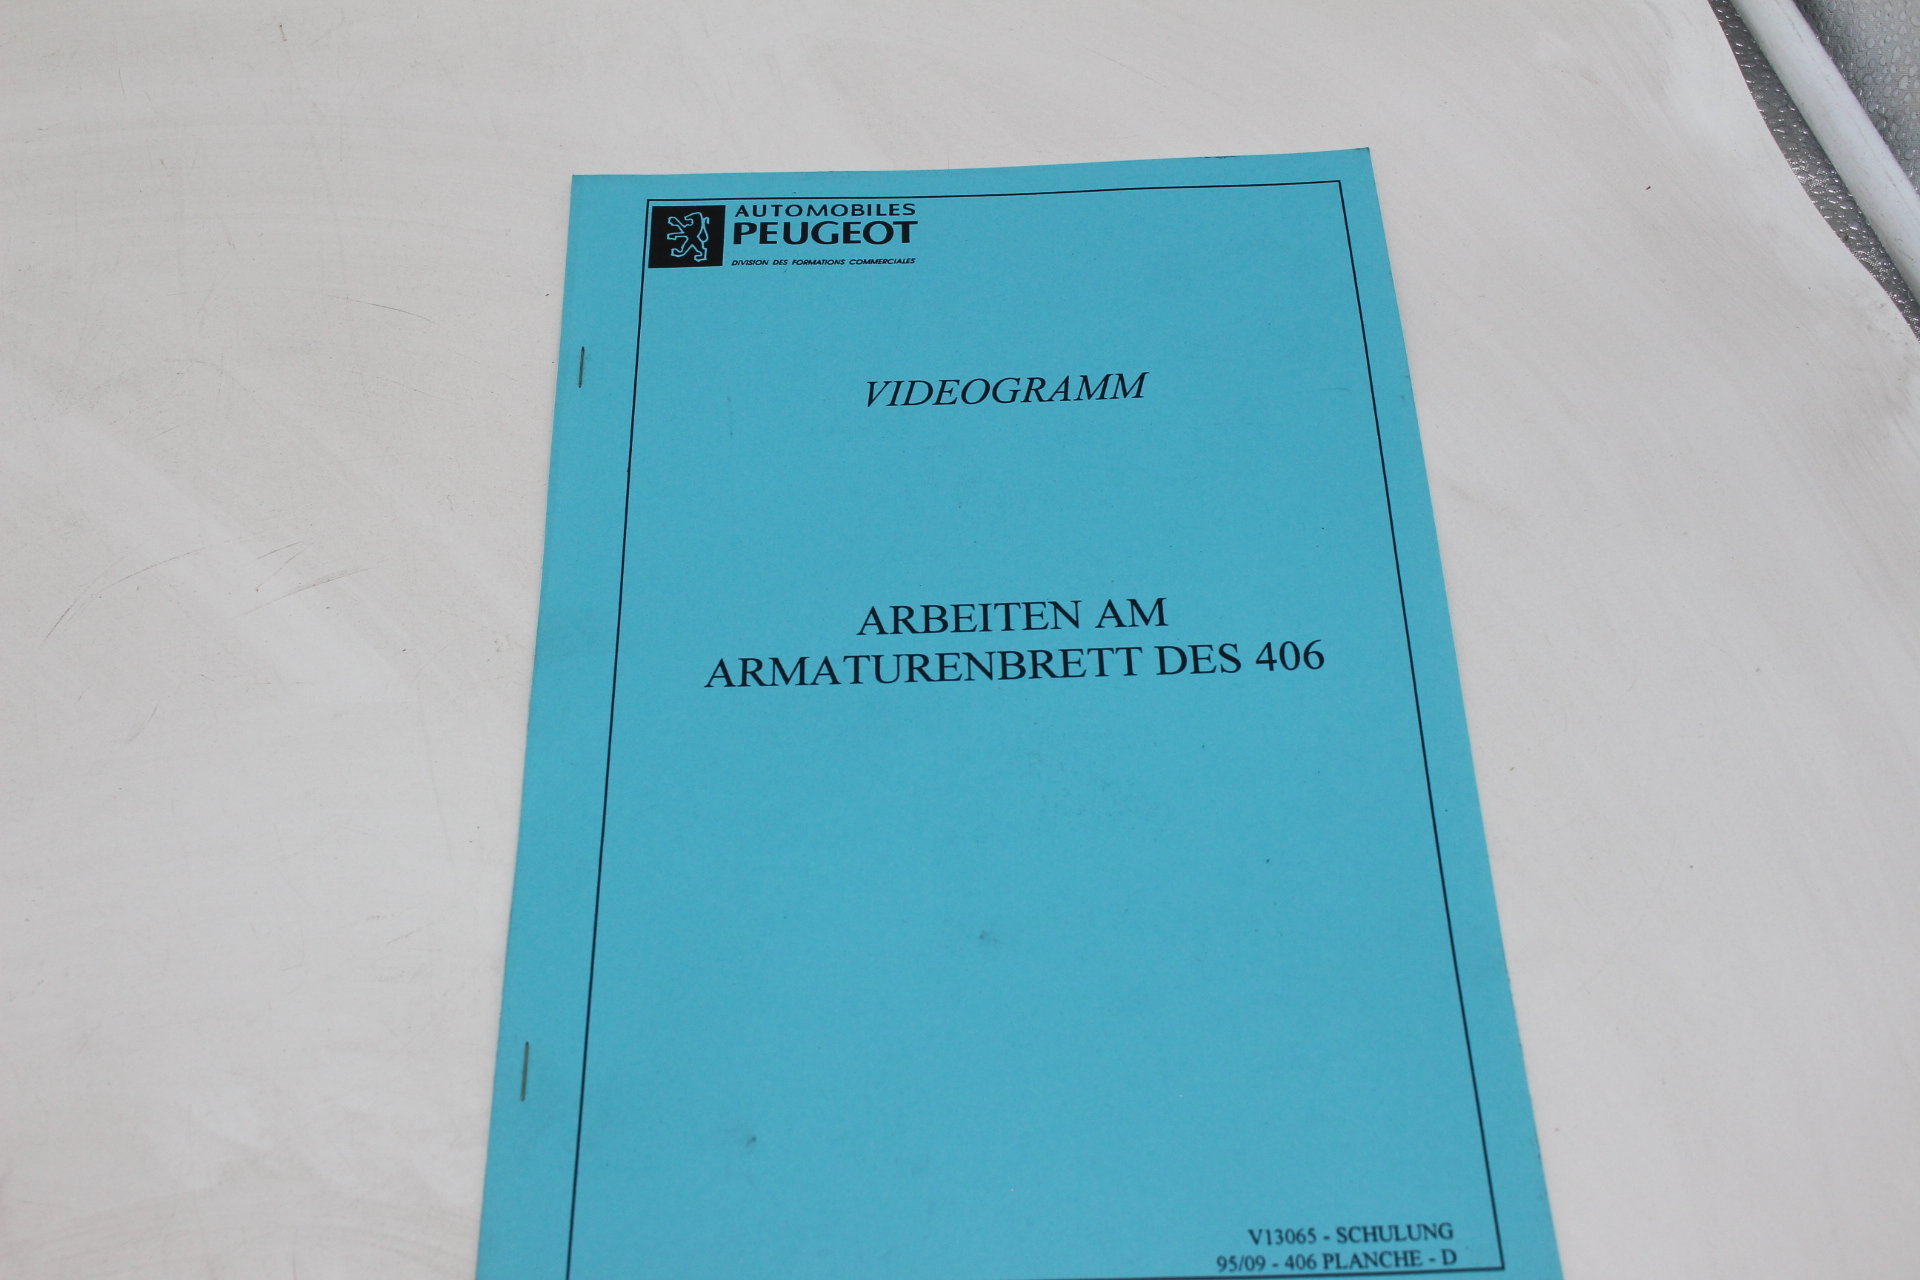 AUTOMOBILES
PEUGEOT
DIVISION DES FORMATIONS COMMERCIALES
VIDEOGRAMM
ARBEITEN AM
ARMATURENBRETT DES 406
V13065 - SCHULUNG
95/09 - 406 PLANCHE - D